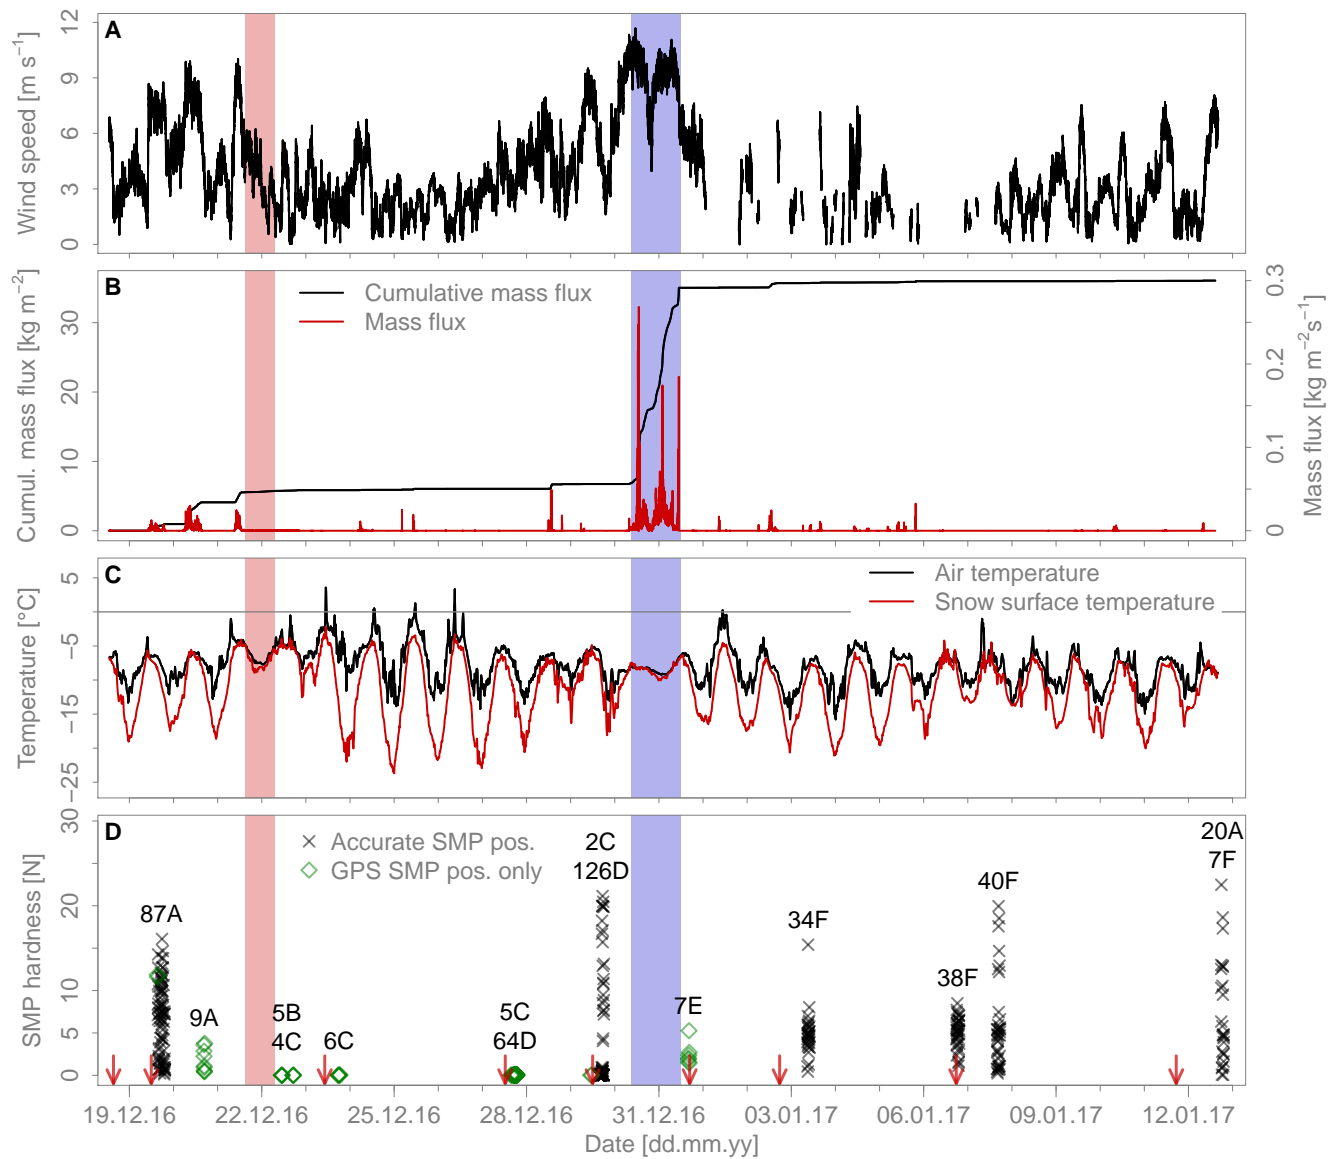 A
Wind speed [m s⁻¹]
12
9
6
3
0
B
Cumulative mass flux
Mass flux
Cumul. mass flux [kg m⁻²]
30
20
10
0
Mass flux [kg m⁻²s⁻¹]
0.3
0.2
0.1
0
C
Air temperature
Snow surface temperature
Temperature [°C]
5
−5
−15
−25
D
Accurate SMP pos.
GPS SMP pos. only
SMP hardness [N]
30
20
10
5
0
87A
9A
5B
4C
6C
5C
64D
2C
126D
7E
34F
38F
40F
20A
7F
19.12.16 22.12.16 25.12.16 28.12.16 31.12.16 03.01.17 06.01.17 09.01.17 12.01.17
Date [dd.mm.yy]